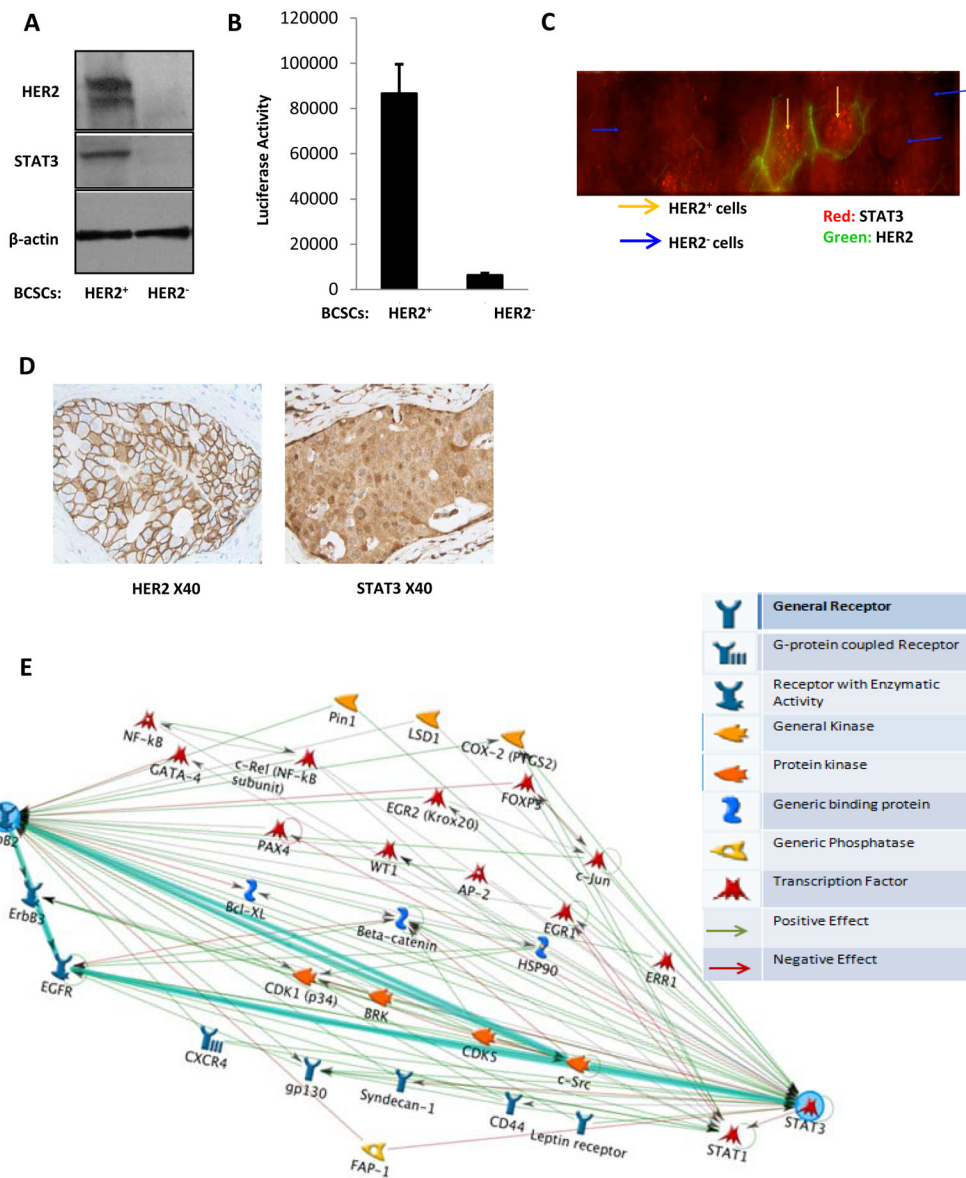 A
HER2
STAT3
β-actin
BCSCs: HER2⁺ HER2⁻
B
Luciferase Activity
120000
100000
80000
60000
40000
20000
0
BCSCs: HER2⁺ HER2⁻
C
HER2⁺ cells
HER2⁻ cells
Red: STAT3
Green: HER2
D
HER2 X40
STAT3 X40
General Receptor
G-protein coupled Receptor
Receptor with Enzymatic
Activity
General Kinase
Protein kinase
Generic binding protein
Generic Phosphatase
Transcription Factor
Positive Effect
Negative Effect
E
Pin1
LSD1
NF-kB
COX-2 (PTGS2)
GATA-4
c-Rel (NF-kB
subunit)
FOXP3
EGR2 (Krox20)
bB2
PAX4
WT1
c-Jun
AP-2
ErbB3
Bcl-XL
Beta-catenin
EGR1
HSP90
ERR1
EGFR
CDK1 (p34)
BRK
CDK5
CXCR4
c-Src
gp130
Syndecan-1
CD44
Leptin receptor
STAT3
STAT1
FAP-1